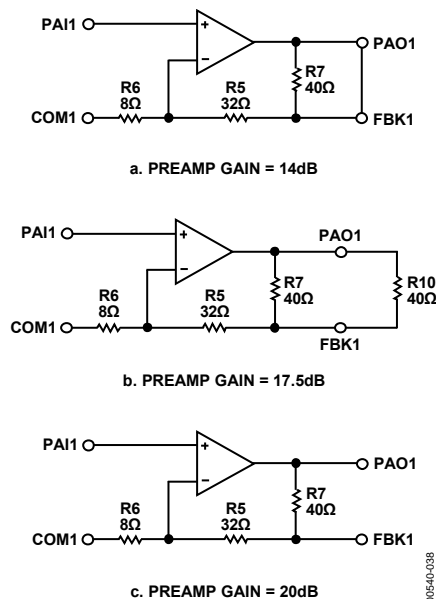 PAI1
R6
8Ω
R5
32Ω
R7
40Ω
PAO1
COM1
FBK1
+
–
a. PREAMP GAIN = 14dB
PAI1
R6
8Ω
R5
32Ω
R7
40Ω
PAO1
R10
40Ω
COM1
FBK1
+
–
b. PREAMP GAIN = 17.5dB
PAI1
R6
8Ω
R5
32Ω
R7
40Ω
PAO1
COM1
FBK1
+
–
c. PREAMP GAIN = 20dB